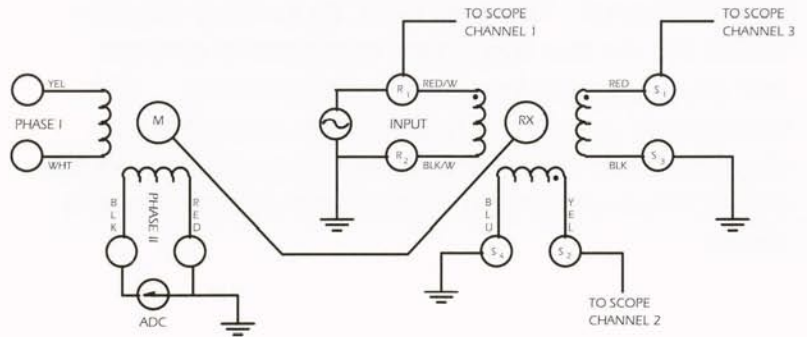 TO SCOPE
CHANNEL 1
TO SCOPE
CHANNEL 3
YEL
PHASE I
WHT
M
R1
RED/W
INPUT
R2
BLK/W
RX
RED
S1
BLK
S3
BLK
PHASE II
RED
ADC
BLU
YEL
S4
S2
TO SCOPE
CHANNEL 2